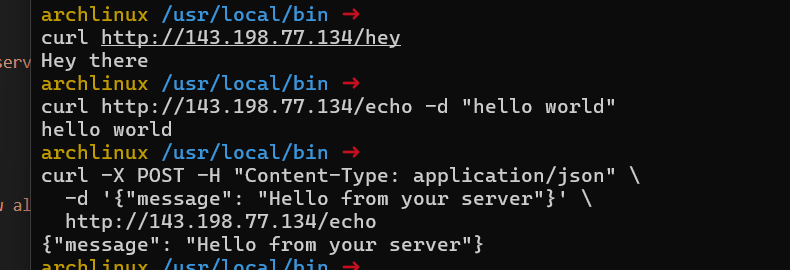 archlinux /usr/local/bin →
curl http://143.198.77.134/hey
serv
Hey there
archlinux /usr/local/bin →
curl http://143.198.77.134/echo -d "hello world"
hello world
archlinux /usr/local/bin →
curl -X POST -H "Content-Type: application/json" \
al
-d '{"message": "Hello from your server"}' \
http://143.198.77.134/echo
{"message": "Hello from your server"}
archlinux /usr/local/bin →